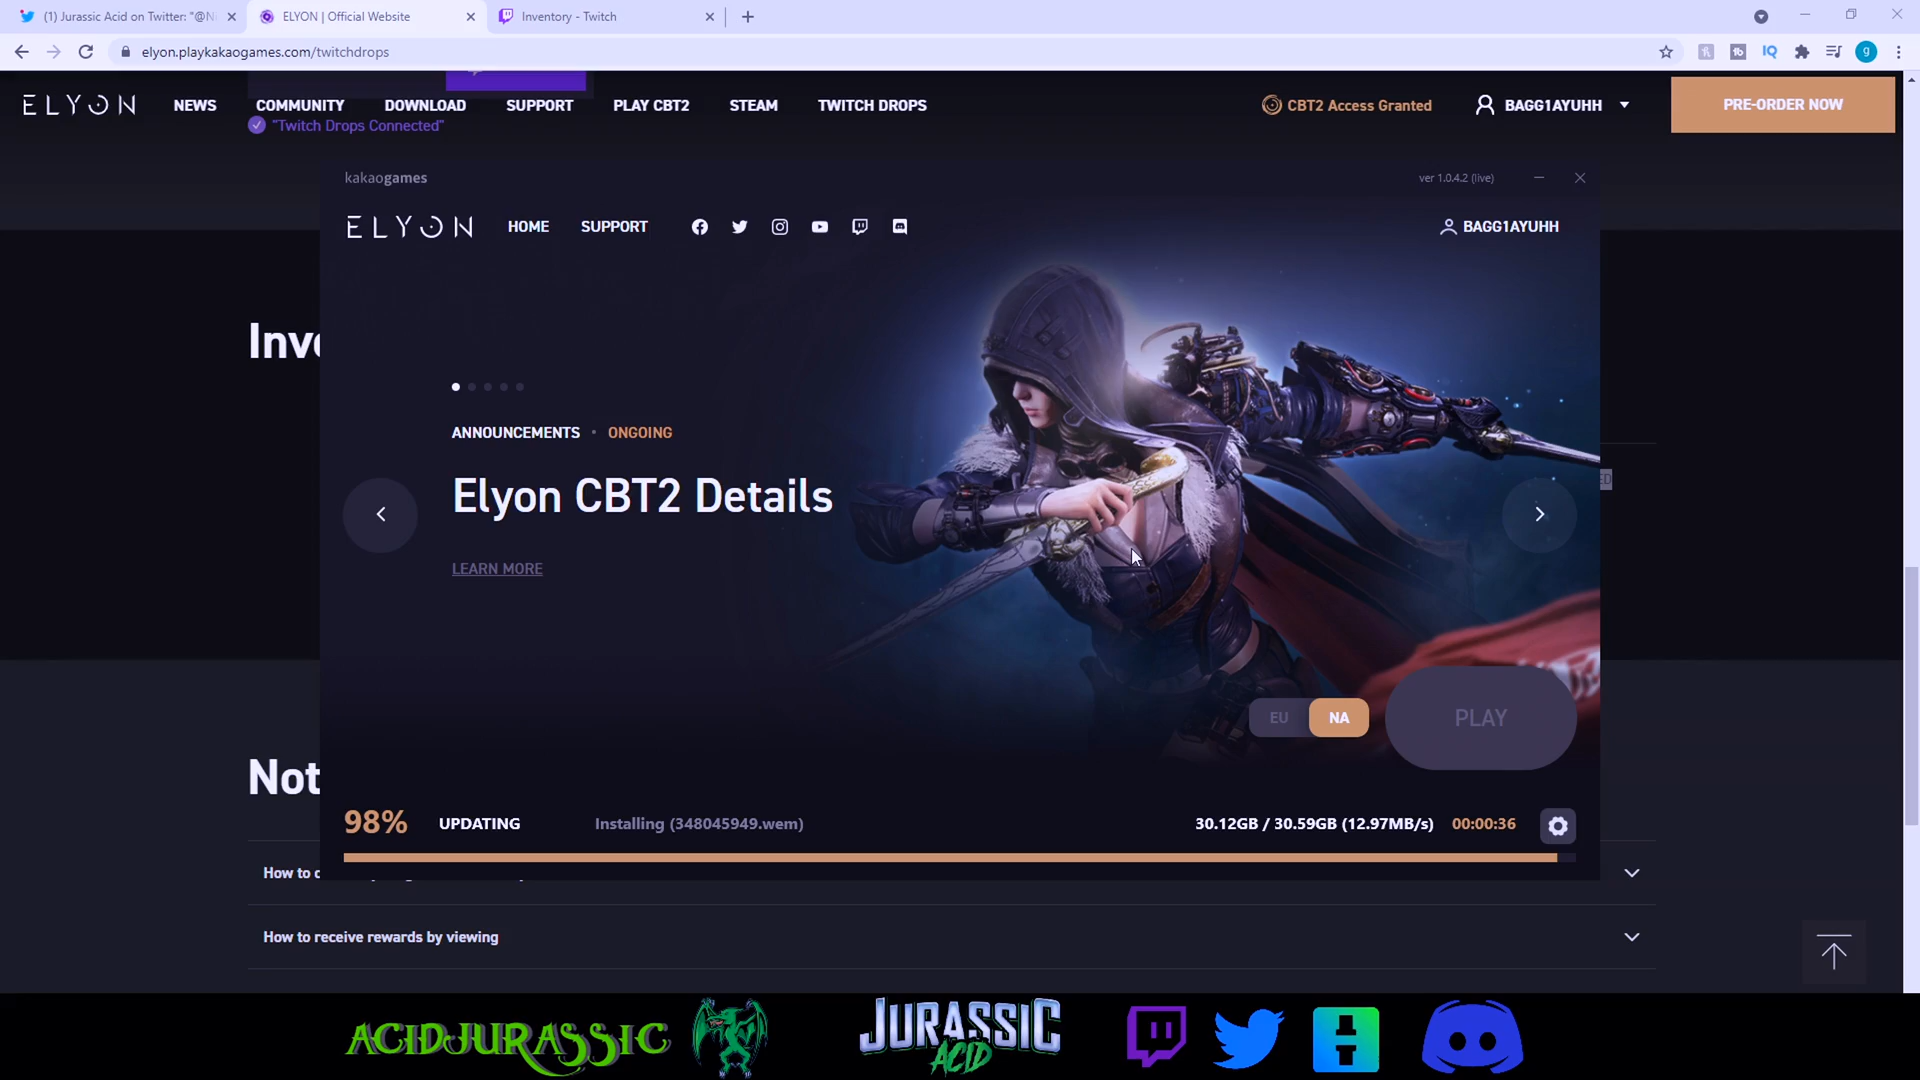 (1) Jurassic Acid on Twitter: "@Ni
ELYON | Official Website
Inventory - Twitch
elyon.playkakaogames.com/twitchdrops
g
ELYON
NEWS
COMMUNITY
DOWNLOAD
SUPPORT
PLAY CBT2
STEAM
TWITCH DROPS
CBT2 Access Granted
BAGG1AYUHH
PRE-ORDER NOW
"Twitch Drops Connected"
kakaogames
ver 1.0.4.2 (live)
ELYON
HOME
SUPPORT
BAGG1AYUHH
Inve
ANNOUNCEMENTS • ONGOING
Elyon CBT2 Details
LEARN MORE
EU
NA
PLAY
Not
98%
UPDATING
Installing (348045949.wem)
30.12GB / 30.59GB (12.97MB/s)
00:00:36
How to
How to receive rewards by viewing
ACIDJURASSIC
JURASSIC
ACID